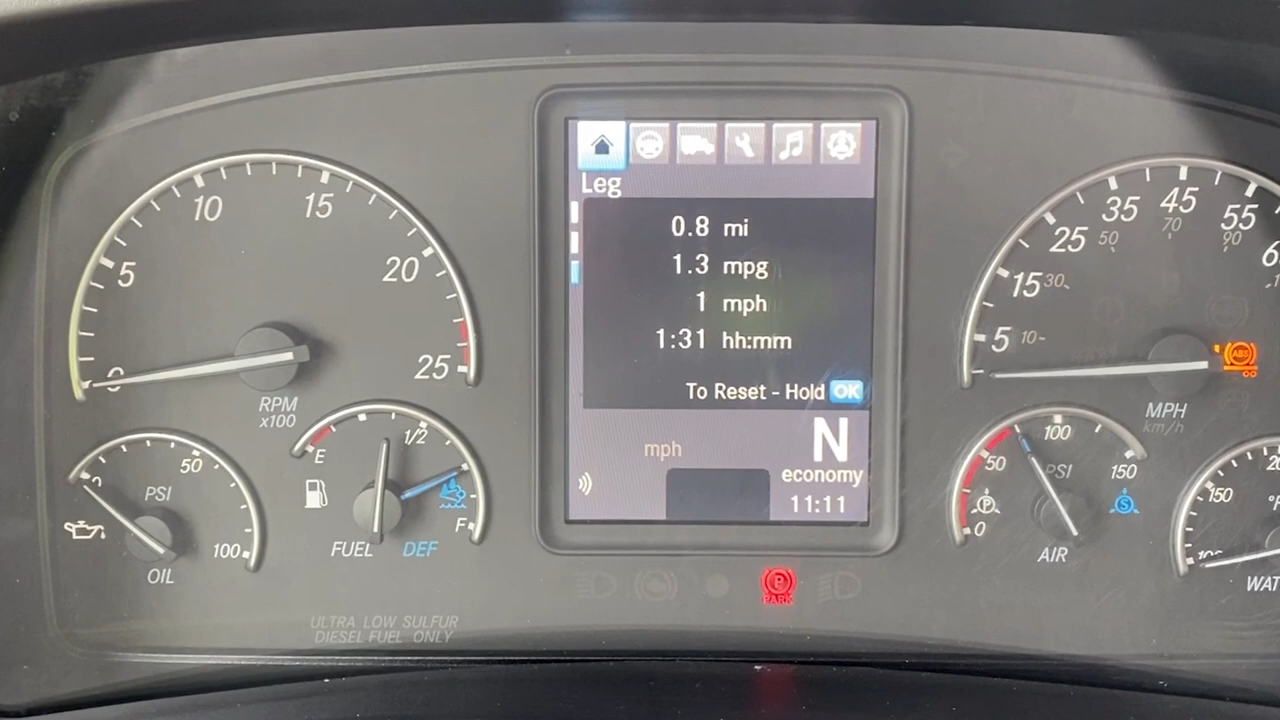 Leg
0.8 mi
1.3 mpg
1 mph
1:31 hh:mm
To Reset - Hold OK
mph
N
economy
11:11
0
5
10
15
20
25
RPM
x100
E
1/2
F
FUEL DEF
0
50
100
PSI
OIL
ULTRA LOW SULFUR
DIESEL FUEL ONLY
P
PARK
5
15
25
35
45
55
10
30
50
70
90
MPH
km/h
ABS
0
50
100
150
PSI
P
S
AIR
100
150